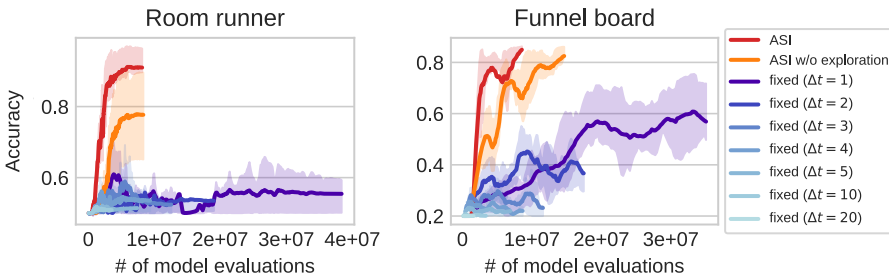 Room runner
Accuracy
0.8
0.6
0
1e+07
2e+07
3e+07
4e+07
# of model evaluations
Funnel board
0.8
0.6
0.4
0.2
0
1e+07
2e+07
3e+07
# of model evaluations
ASI
ASI w/o exploration
fixed (Δt = 1)
fixed (Δt = 2)
fixed (Δt = 3)
fixed (Δt = 4)
fixed (Δt = 5)
fixed (Δt = 10)
fixed (Δt = 20)